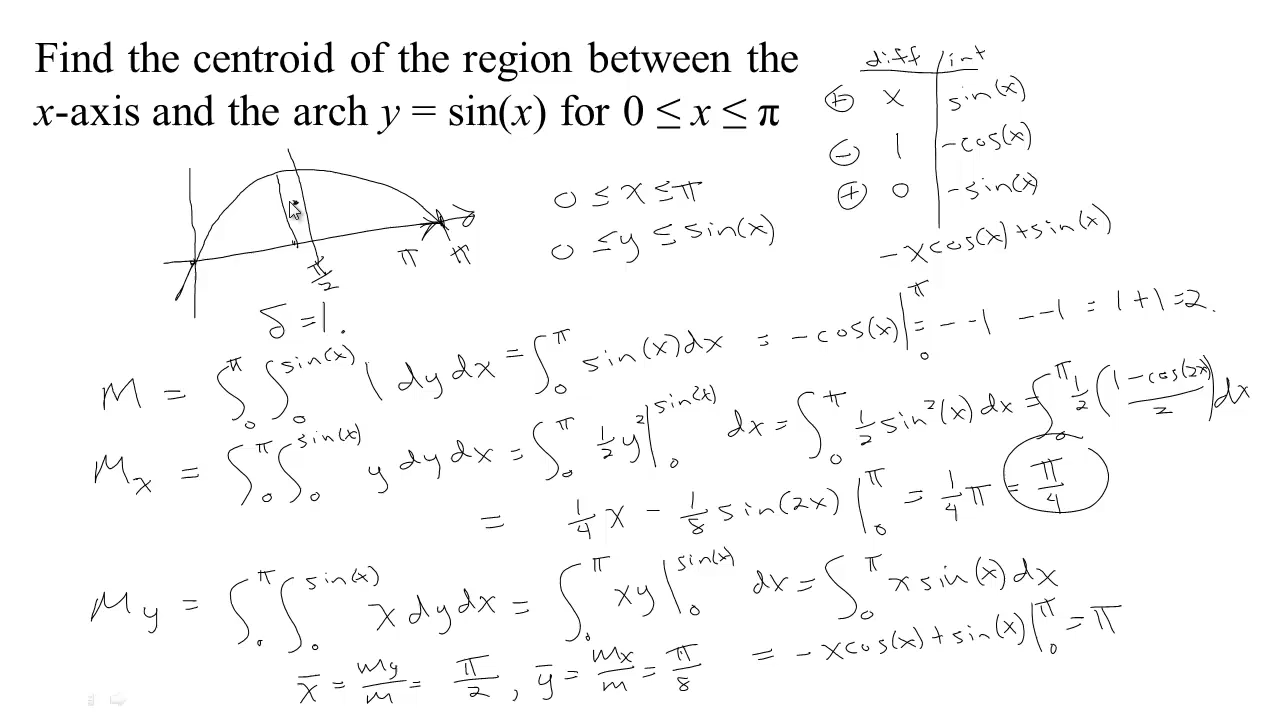 Find the centroid of the region between the
x-axis and the arch y = sin(x) for 0 ≤ x ≤ π
diff | int
⊕ x sin(x)
⊖ 1 -cos(x)
⊕ 0 -sin(x)
-xcos(x)+sin(x)
0 ≤ x ≤ π
0 ≤ y ≤ sin(x)
π/2 π π
δ = 1.
M = ∫₀^π ∫₀^sin(x) 1 dy dx = ∫₀^π sin(x)dx = -cos(x)|₀^π = - -1 - -1 = 1+1=2.
Mx = ∫₀^π ∫₀^sin(x) y dy dx = ∫₀^π 1/2 y²|₀^sin(x) dx = ∫₀^π 1/2 sin²(x) dx = ∫₀^π 1/2 (1-cos(2x)/2) dx
= 1/4 x - 1/8 sin(2x)|₀^π = 1/4 π = π/4
My = ∫₀^π ∫₀^sin(x) x dy dx = ∫₀^π xy|₀^sin(x) dx = ∫₀^π x sin(x) dx
= -xcos(x)+sin(x)|₀^π = π
x̄ = My/m = π/2, ȳ = Mx/m = π/8